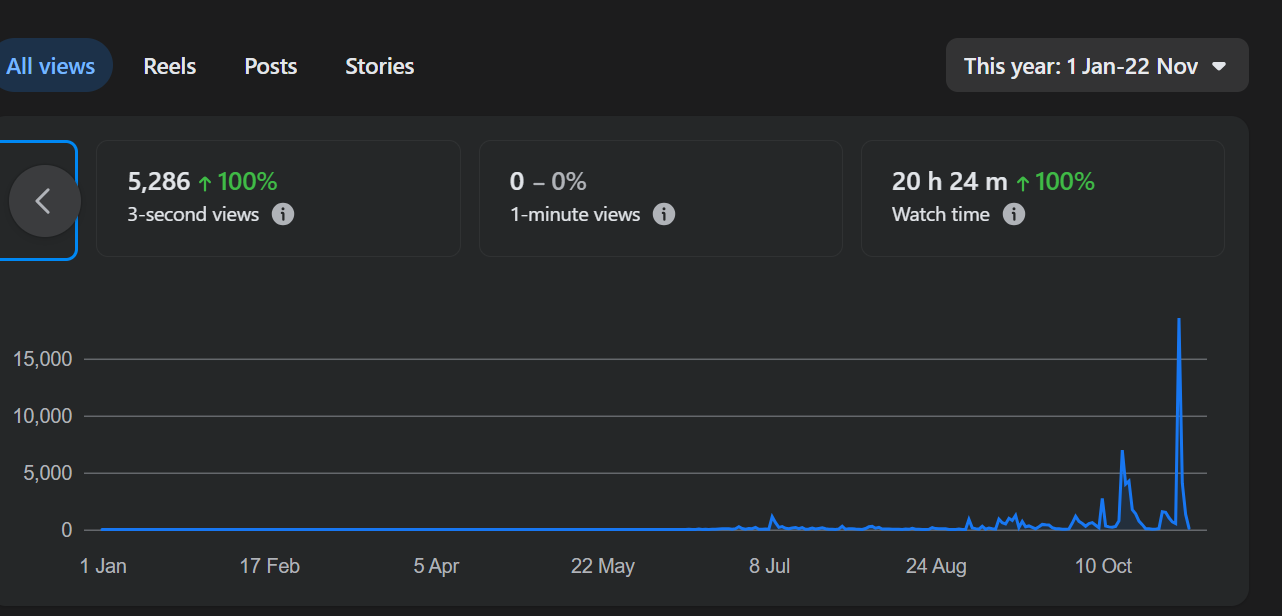 All views Reels Posts Stories This year: 1 Jan-22 Nov
5,286 ↑ 100% 0 – 0% 20 h 24 m ↑ 100%
3-second views 1-minute views Watch time
15,000
10,000
5,000
0
1 Jan 17 Feb 5 Apr 22 May 8 Jul 24 Aug 10 Oct